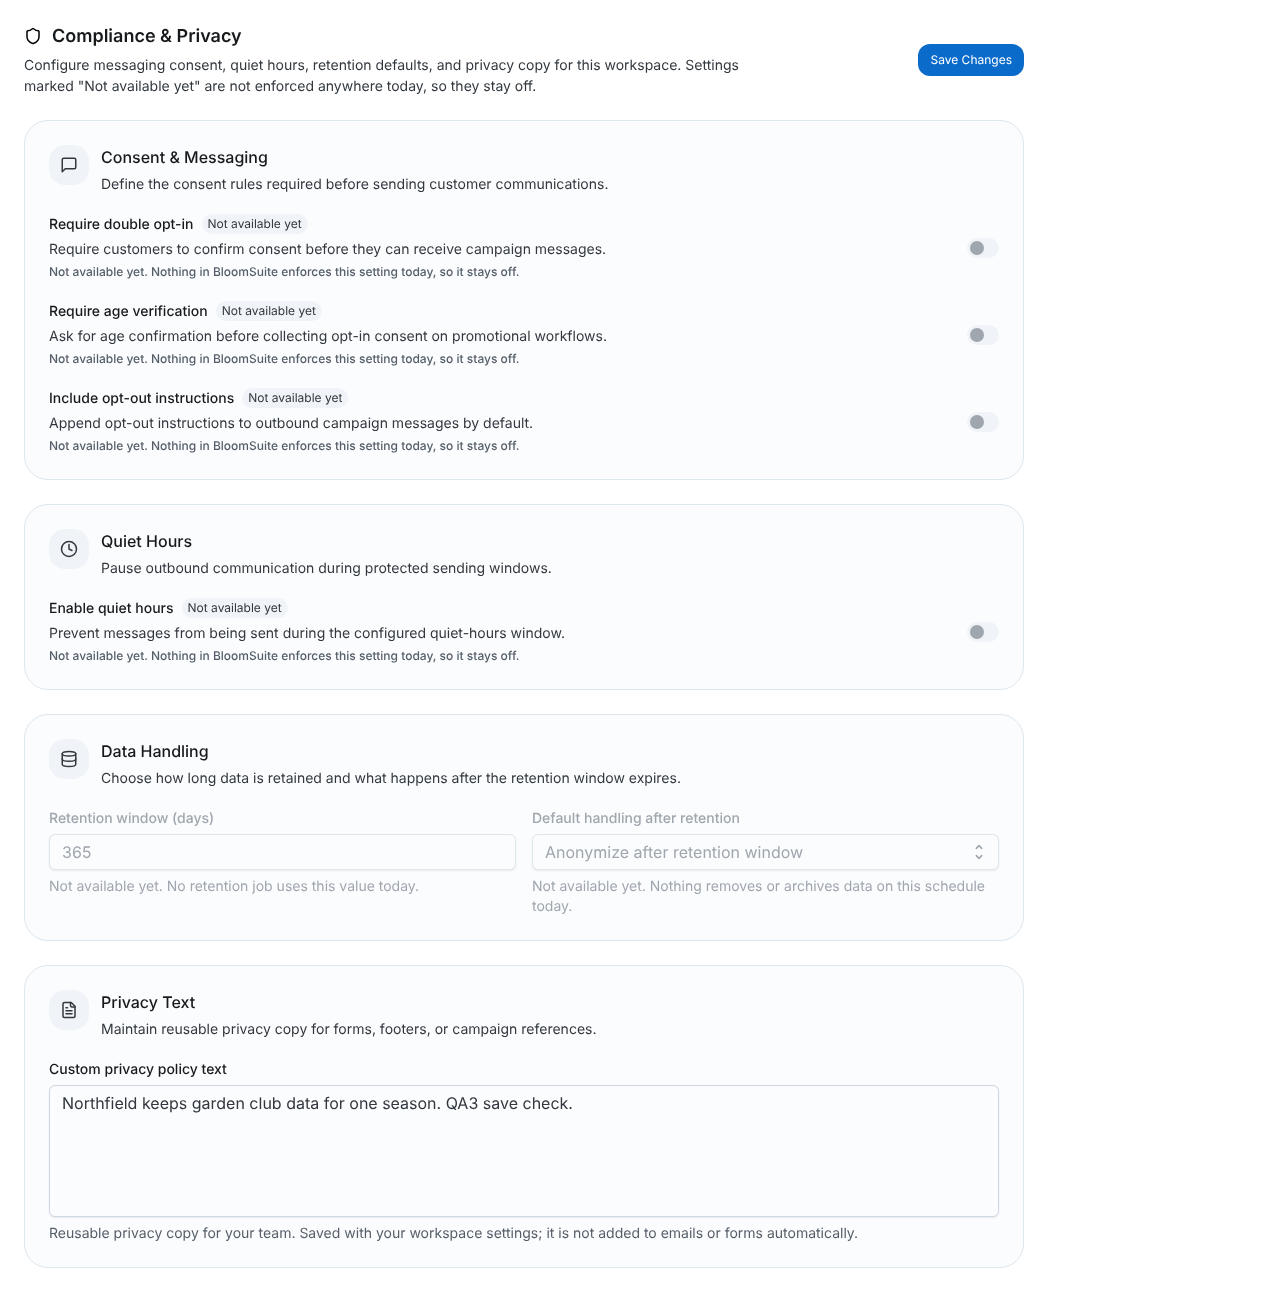 Compliance & Privacy
Configure messaging consent, quiet hours, retention defaults, and privacy copy for this workspace. Settings
marked "Not available yet" are not enforced anywhere today, so they stay off.
Save Changes
Consent & Messaging
Define the consent rules required before sending customer communications.
Require double opt-in Not available yet
Require customers to confirm consent before they can receive campaign messages.
Not available yet. Nothing in BloomSuite enforces this setting today, so it stays off.
Require age verification Not available yet
Ask for age confirmation before collecting opt-in consent on promotional workflows.
Not available yet. Nothing in BloomSuite enforces this setting today, so it stays off.
Include opt-out instructions Not available yet
Append opt-out instructions to outbound campaign messages by default.
Not available yet. Nothing in BloomSuite enforces this setting today, so it stays off.
Quiet Hours
Pause outbound communication during protected sending windows.
Enable quiet hours Not available yet
Prevent messages from being sent during the configured quiet-hours window.
Not available yet. Nothing in BloomSuite enforces this setting today, so it stays off.
Data Handling
Choose how long data is retained and what happens after the retention window expires.
Retention window (days)
365
Not available yet. No retention job uses this value today.
Default handling after retention
Anonymize after retention window
Not available yet. Nothing removes or archives data on this schedule
today.
Privacy Text
Maintain reusable privacy copy for forms, footers, or campaign references.
Custom privacy policy text
Northfield keeps garden club data for one season. QA3 save check.
Reusable privacy copy for your team. Saved with your workspace settings; it is not added to emails or forms automatically.